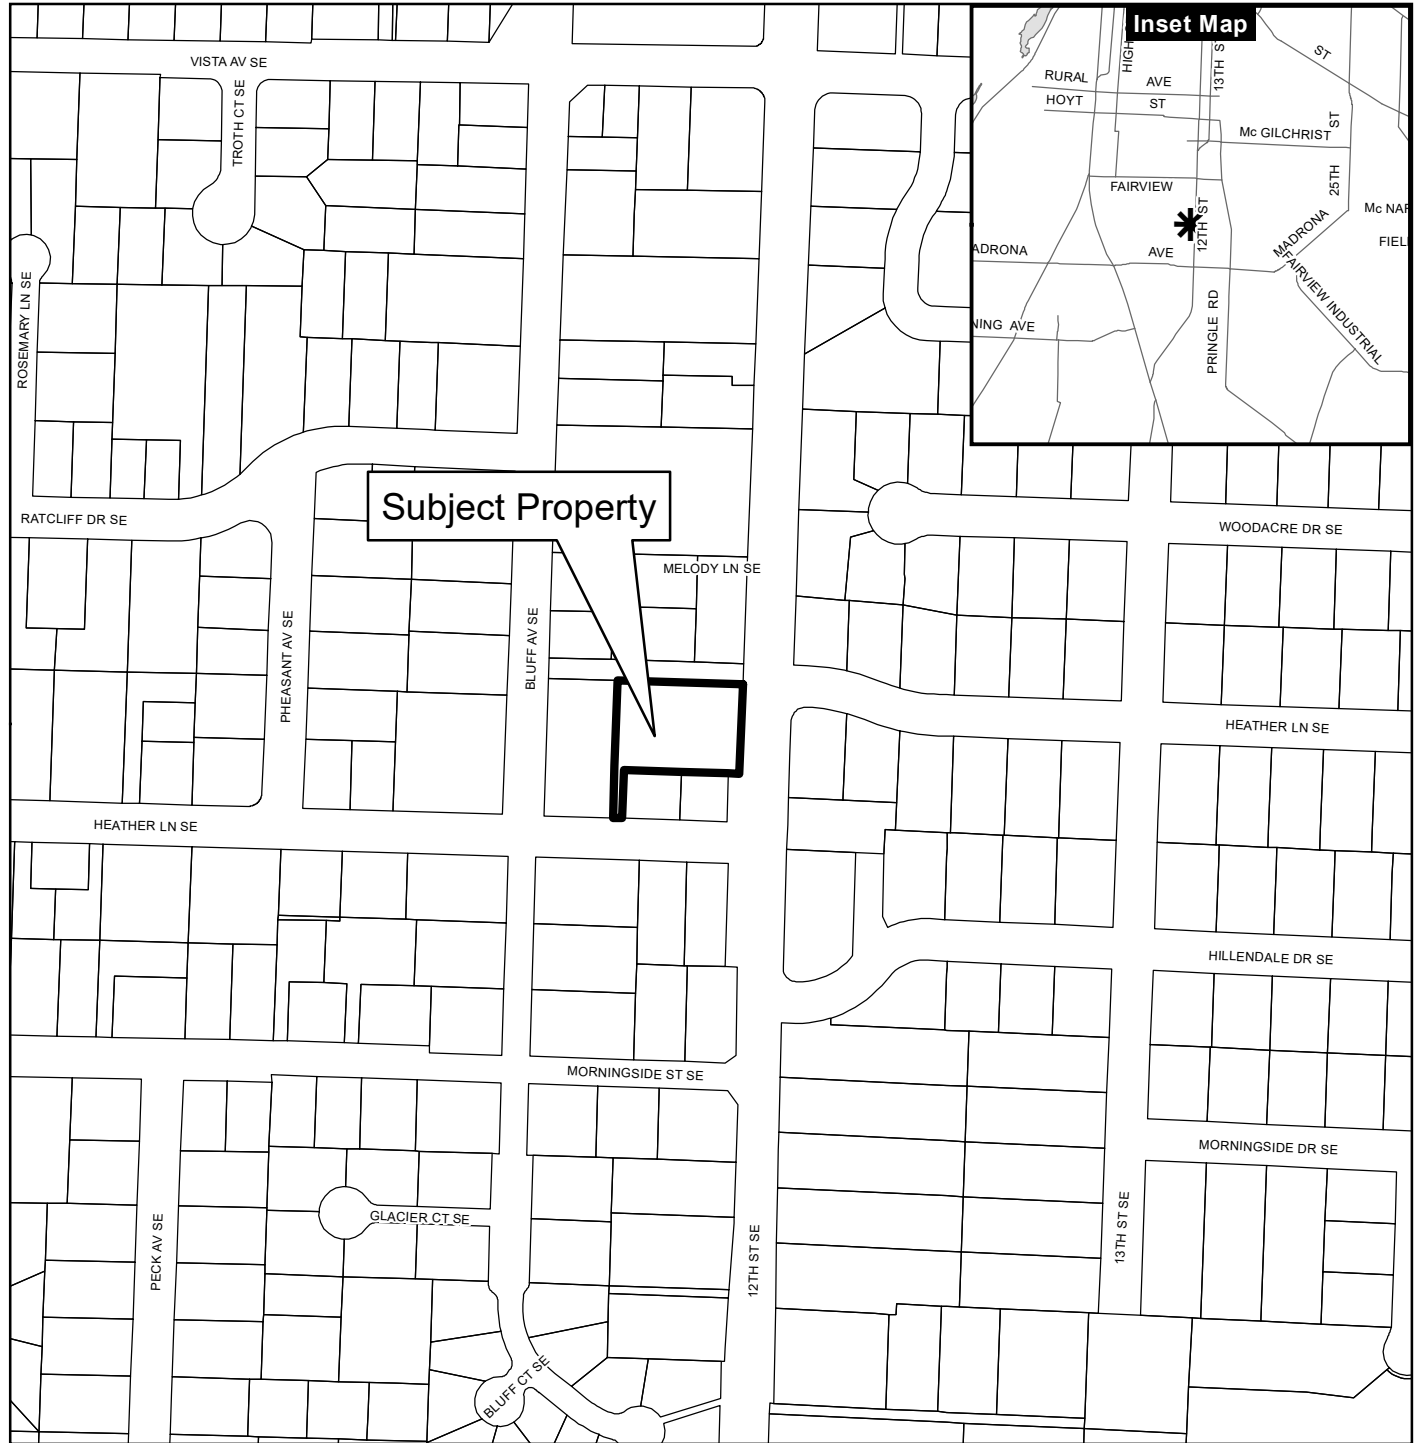 Inset Map
VISTA AV SE
TROTH CT SE
ROSEMARY LN SE
RURAL AVE
HOYT ST
HIGH
13TH S
ST
Mc GILCHRIST ST
25TH
FAIRVIEW
12TH ST
MADRONA
Mc NAR
FIEL
ADRONA AVE
FAIRVIEW INDUSTRIAL
NING AVE
PRINGLE RD
Subject Property
RATCLIFF DR SE
WOODACRE DR SE
MELODY LN SE
PHEASANT AV SE
BLUFF AV SE
HEATHER LN SE
HEATHER LN SE
HILLENDALE DR SE
MORNINGSIDE ST SE
MORNINGSIDE DR SE
GLACIER CT SE
PECK AV SE
12TH ST SE
13TH ST SE
BLUFF CT SE